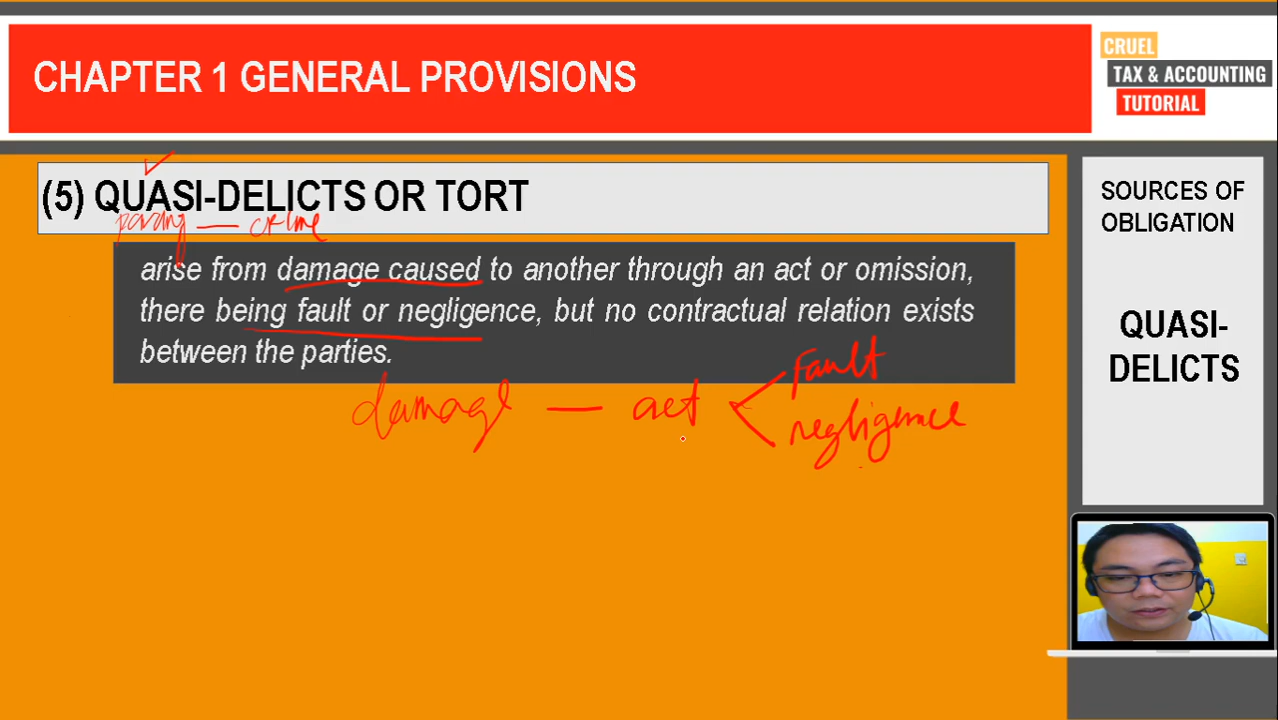 CHAPTER 1 GENERAL PROVISIONS
CRUEL
TAX & ACCOUNTING
TUTORIAL
(5) QUASI-DELICTS OR TORT
parang — crime
arise from damage caused to another through an act or omission,
there being fault or negligence, but no contractual relation exists
between the parties.
damage — act < Fault
negligence
SOURCES OF
OBLIGATION
QUASI-
DELICTS